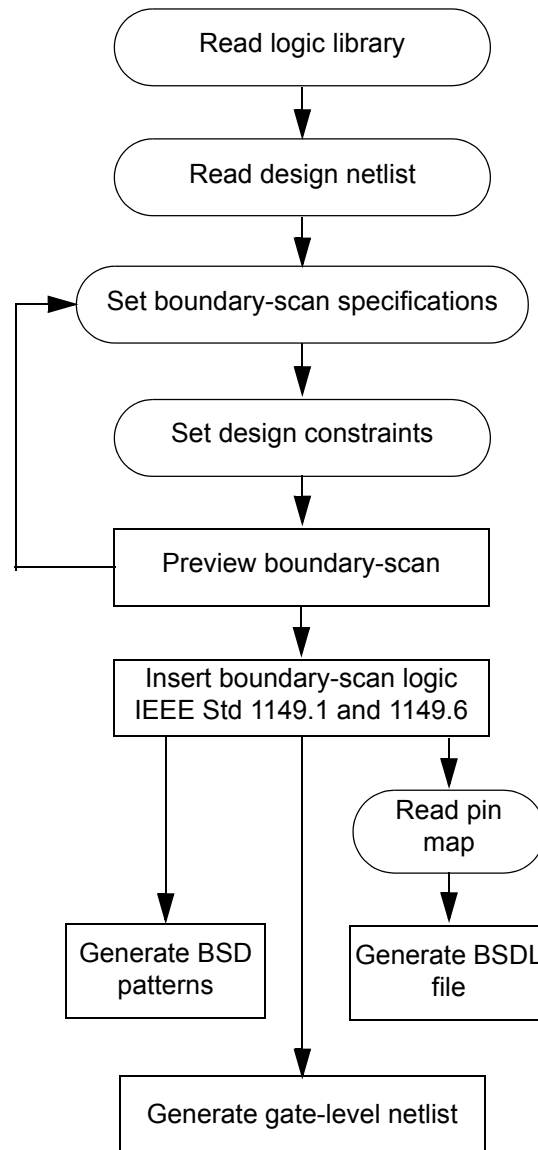 Read logic library
Read design netlist
Set boundary-scan specifications
Set design constraints
Preview boundary-scan
Insert boundary-scan logic
IEEE Std 1149.1 and 1149.6
Read pin
map
Generate BSD
patterns
Generate BSDL
file
Generate gate-level netlist